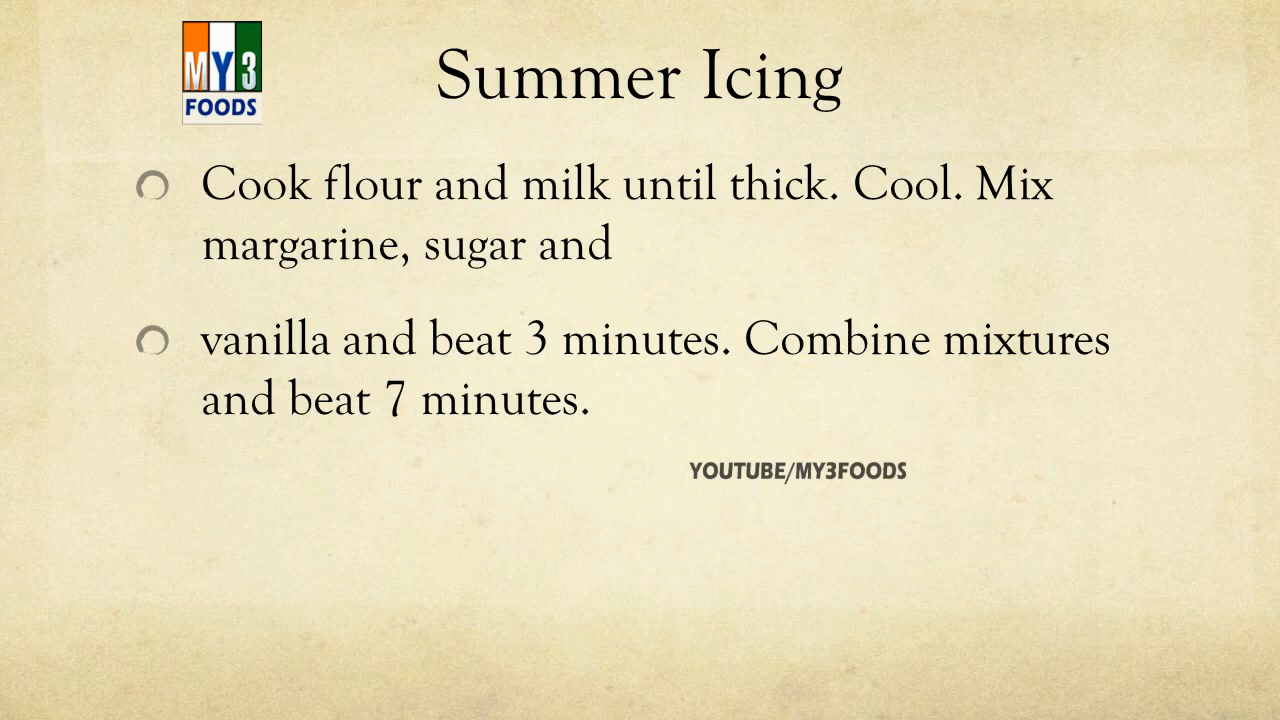 MY3
FOODS
Summer Icing
Cook flour and milk until thick. Cool. Mix
margarine, sugar and
vanilla and beat 3 minutes. Combine mixtures
and beat 7 minutes.
YOUTUBE/MY3FOODS